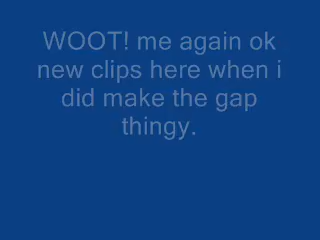 WOOT! me again ok
new clips here when i
did make the gap
thingy.